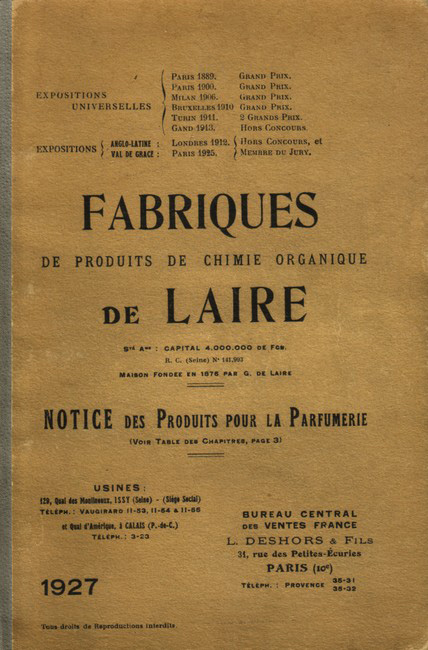 EXPOSITIONS UNIVERSELLES
PARIS 1889. GRAND PRIX.
PARIS 1900. GRAND PRIX.
MILAN 1906. GRAND PRIX.
BRUXELLES 1910 GRAND PRIX.
TURIN 1911. 2 GRANDS PRIX.
GAND 1913. HORS CONCOURS.
EXPOSITIONS
ANGLO-LATINE : LONDRES 1912. HORS CONCOURS, et
VAL DE GRACE : PARIS 1925. MEMBRE DU JURY.
FABRIQUES
DE PRODUITS DE CHIMIE ORGANIQUE
DE LAIRE
Sté Ame : CAPITAL 4.000.000 DE FCS.
R. C. (Seine) Nº 141,993
MAISON FONDÉE EN 1876 PAR G. DE LAIRE
NOTICE DES PRODUITS POUR LA PARFUMERIE
(VOIR TABLE DES CHAPITRES, PAGE 3)
USINES :
129, Quai des Moulineaux, ISSY (Seine) - (Siège Social)
TÉLÉPH. : VAUGIRARD 11-53, 11-54 & 11-55
et Quai d'Amérique, à CALAIS (P.-de-C.)
TÉLÉPH. : 3-23
BUREAU CENTRAL
DES VENTES FRANCE
L. DESHORS & FILS
31, rue des Petites-Écuries
PARIS (10e)
TÉLÉPH. : PROVENCE 35-31
35-32
1927
Tous droits de Reproductions interdits.